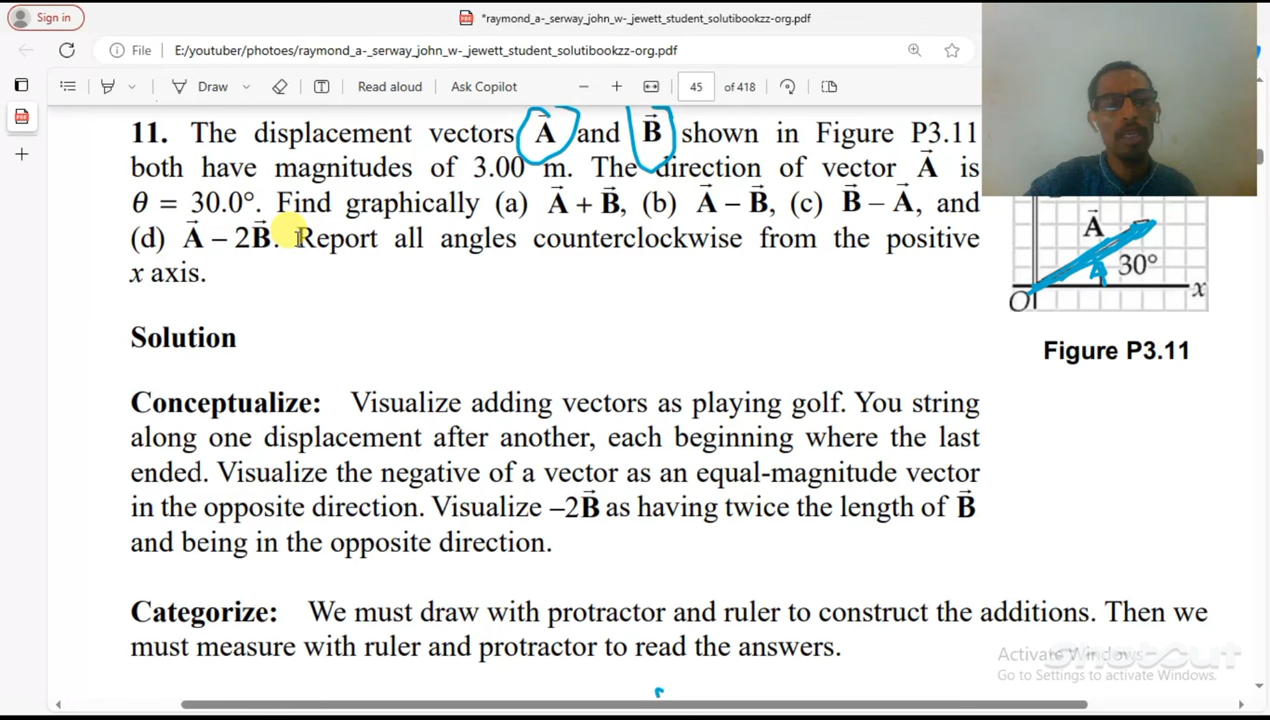 Sign in
*raymond_a-_serway_john_w-_jewett_student_solutibookzz-org.pdf
File E:/youtuber/photoes/raymond_a-_serway_john_w-_jewett_student_solutibookzz-org.pdf
Draw Read aloud Ask Copilot 45 of 418
11. The displacement vectors A⃗ and B⃗ shown in Figure P3.11
both have magnitudes of 3.00 m. The direction of vector A⃗ is
θ = 30.0°. Find graphically (a) A⃗ + B⃗, (b) A⃗ – B⃗, (c) B⃗ – A⃗, and
(d) A⃗ – 2B⃗. Report all angles counterclockwise from the positive
x axis.
A⃗
30°
O x
Figure P3.11
Solution
Conceptualize: Visualize adding vectors as playing golf. You string
along one displacement after another, each beginning where the last
ended. Visualize the negative of a vector as an equal-magnitude vector
in the opposite direction. Visualize –2B⃗ as having twice the length of B⃗
and being in the opposite direction.
Categorize: We must draw with protractor and ruler to construct the additions. Then we
must measure with ruler and protractor to read the answers.
Activate Windows
Go to Settings to activate Windows.
shotcut